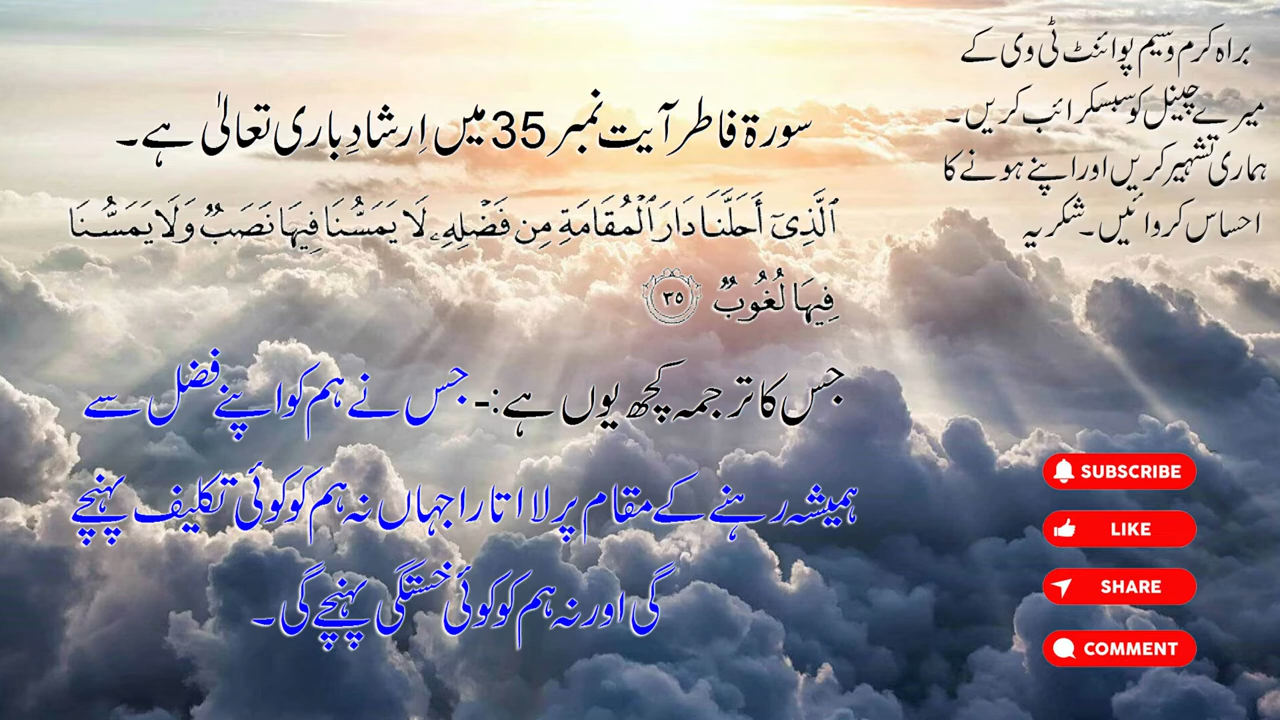 براہ کرم وسیم پوائنٹ ٹی وی کے
میرے چینل کو سبسکرائب کریں۔
ہماری تشہیر کریں اور اپنے ہونے کا
احساس کروائیں۔ شکریہ
سورۃ فاطر آیت نمبر 35 میں اِرشادِ باری تعالیٰ ہے۔
ٱلَّذِىٓ أَحَلَّنَا دَارَ ٱلْمُقَامَةِ مِن فَضْلِهِۦ لَا يَمَسُّنَا فِيهَا نَصَبٌ وَلَا يَمَسُّنَا
فِيهَا لُغُوبٌ ٣٥
جس کا ترجمہ کچھ یوں ہے:- جس نے ہم کو اپنے فضل سے
ہمیشہ رہنے کے مقام پر لا اتارا جہاں نہ ہم کو کوئی تکلیف پہنچے
گی اور نہ ہم کو کوئی خستگی پہنچے گی۔
SUBSCRIBE
LIKE
SHARE
COMMENT